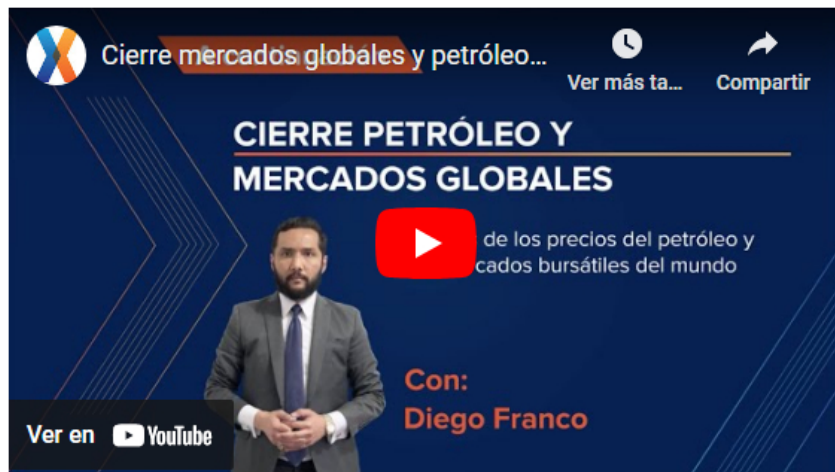 Cierre mercados globales y petróleo...
Ver más ta...
Compartir
CIERRE PETRÓLEO Y
MERCADOS GLOBALES
de los precios del petróleo y
cados bursátiles del mundo
Con:
Diego Franco
Ver en YouTube